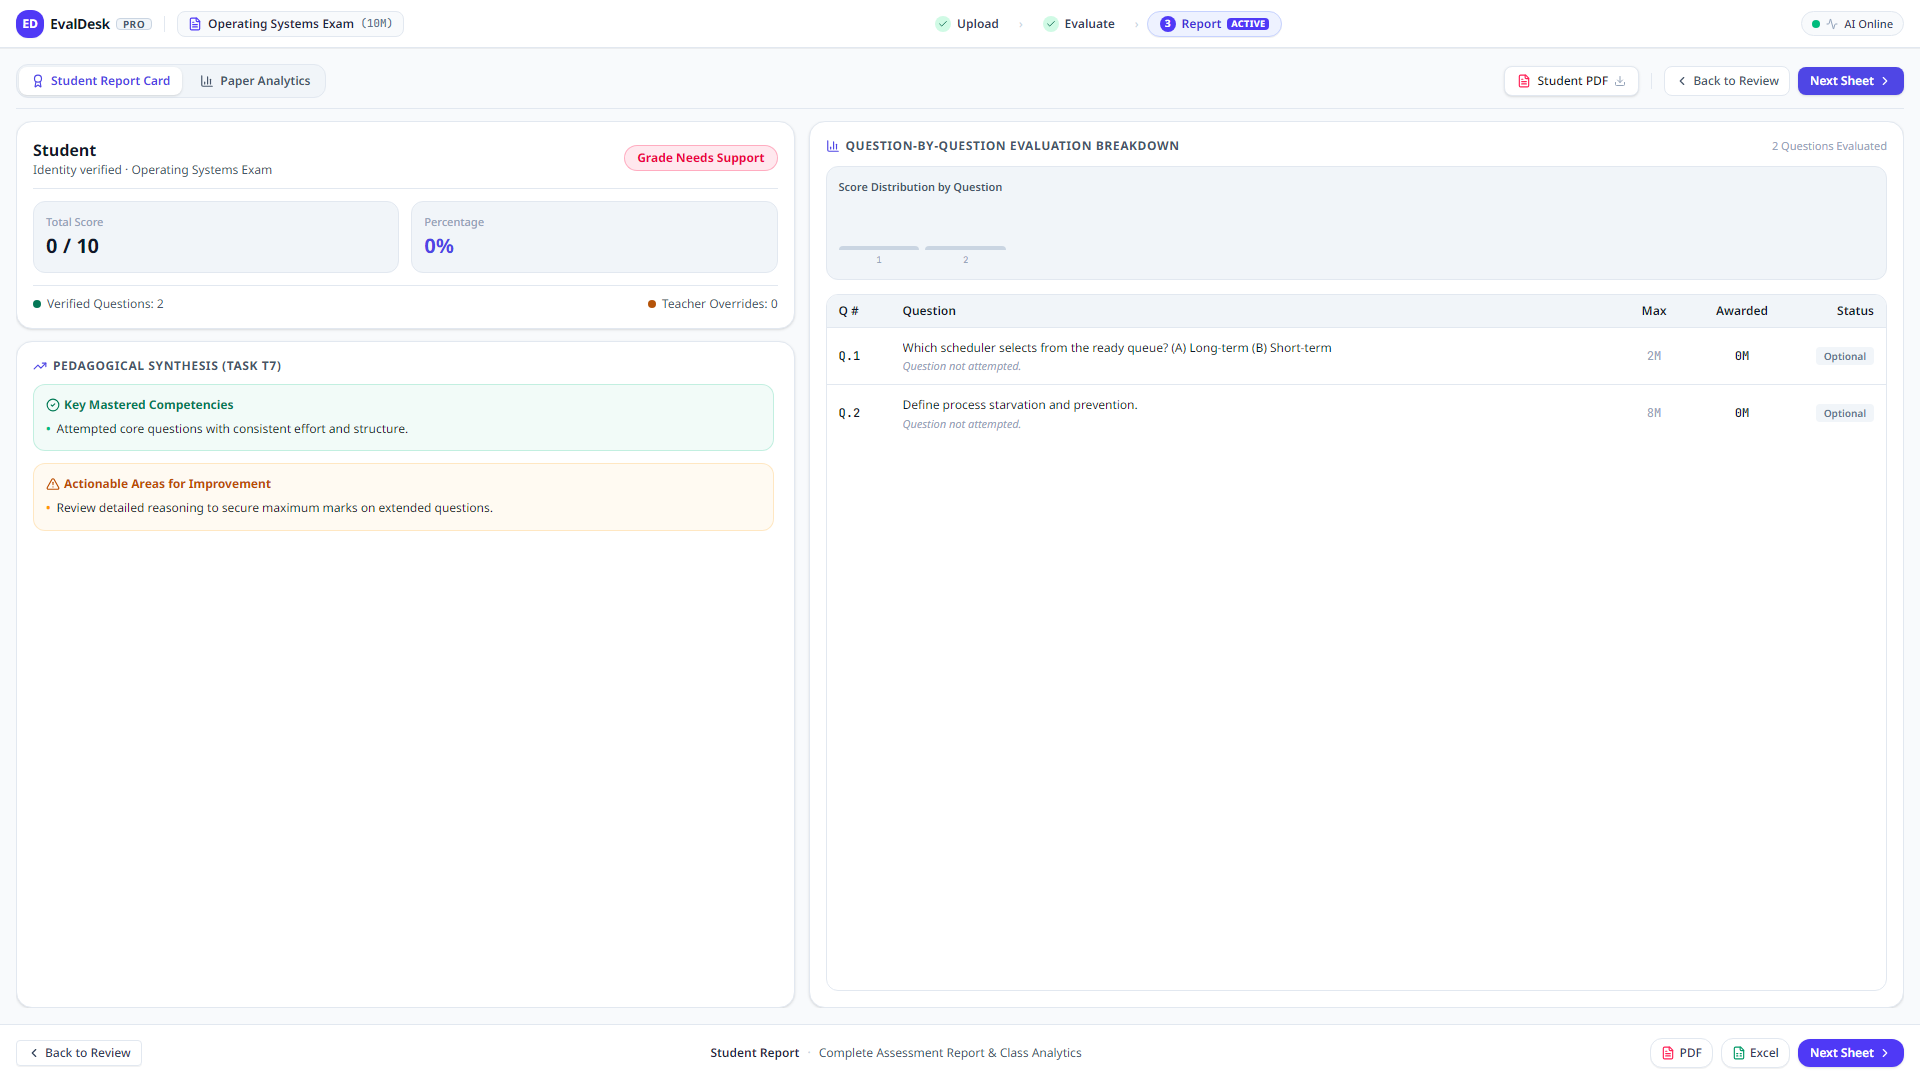 ED EvalDesk PRO Operating Systems Exam (10M) Upload › Evaluate › 3 Report ACTIVE AI Online
Student Report Card Paper Analytics Student PDF Back to Review Next Sheet
Student
Identity verified · Operating Systems Exam
Grade Needs Support
Total Score
0 / 10
Percentage
0%
Verified Questions: 2 Teacher Overrides: 0
PEDAGOGICAL SYNTHESIS (TASK T7)
Key Mastered Competencies
• Attempted core questions with consistent effort and structure.
Actionable Areas for Improvement
• Review detailed reasoning to secure maximum marks on extended questions.
QUESTION-BY-QUESTION EVALUATION BREAKDOWN 2 Questions Evaluated
Score Distribution by Question
1 2
Q # Question Max Awarded Status
Q.1 Which scheduler selects from the ready queue? (A) Long-term (B) Short-term 2M 0M Optional
Question not attempted.
Q.2 Define process starvation and prevention. 8M 0M Optional
Question not attempted.
Back to Review Student Report · Complete Assessment Report & Class Analytics PDF Excel Next Sheet